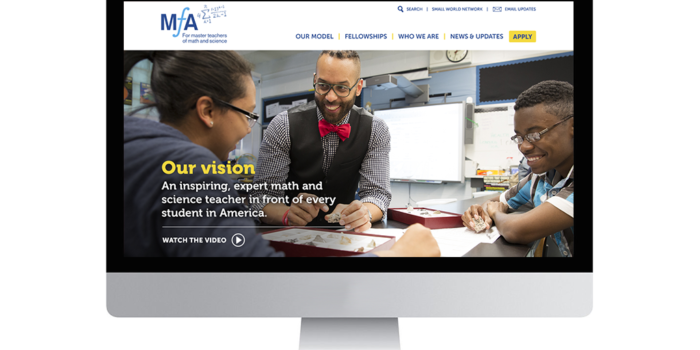 SEARCH | SMALL WORLD NETWORK | EMAIL UPDATES
MƒA
For master teachers
of math and science
OUR MODEL | FELLOWSHIPS | WHO WE ARE | NEWS & UPDATES APPLY
Our vision
An inspiring, expert math and
science teacher in front of every
student in America.
WATCH THE VIDEO